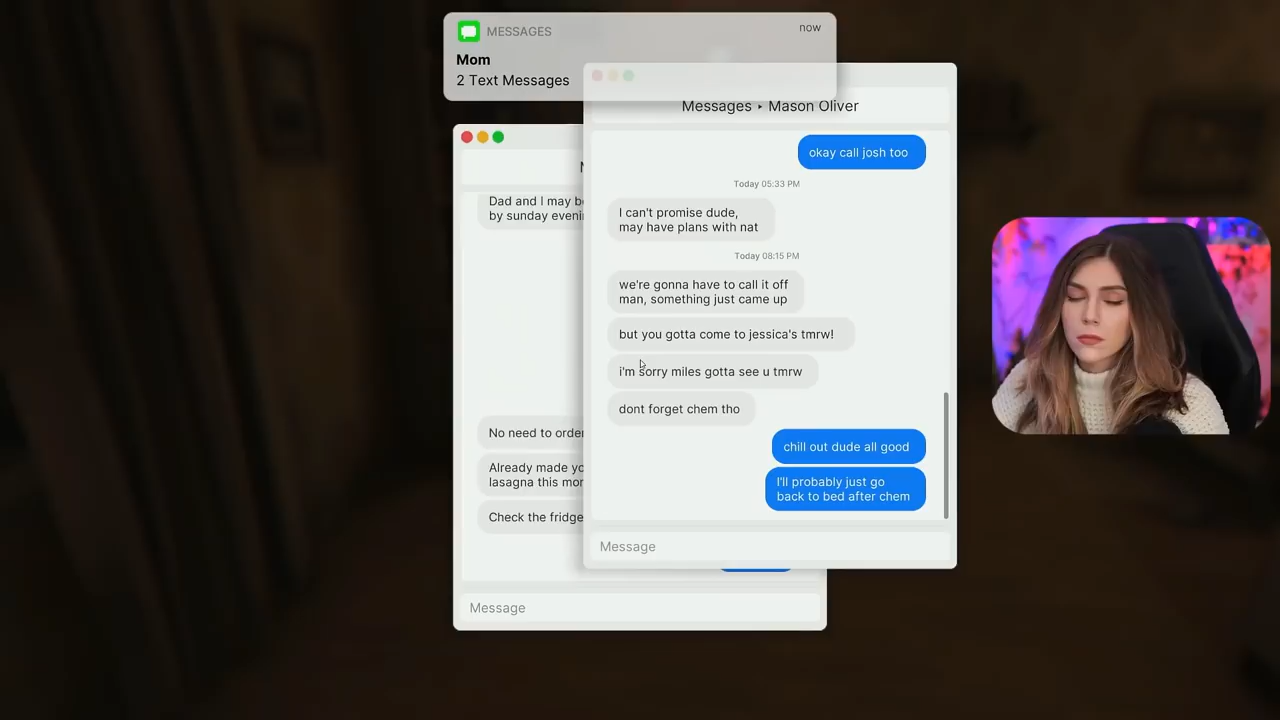 MESSAGES
now
Mom
2 Text Messages
Messages ‣ Mason Oliver
okay call josh too
Today 05:33 PM
I can't promise dude,
may have plans with nat
Today 08:15 PM
we're gonna have to call it off
man, something just came up
but you gotta come to jessica's tmrw!
i'm sorry miles gotta see u tmrw
dont forget chem tho
chill out dude all good
I'll probably just go
back to bed after chem
Message
Dad and I may
by sunday
No need to order
Already made
lasagna this
Check the fridge
Message